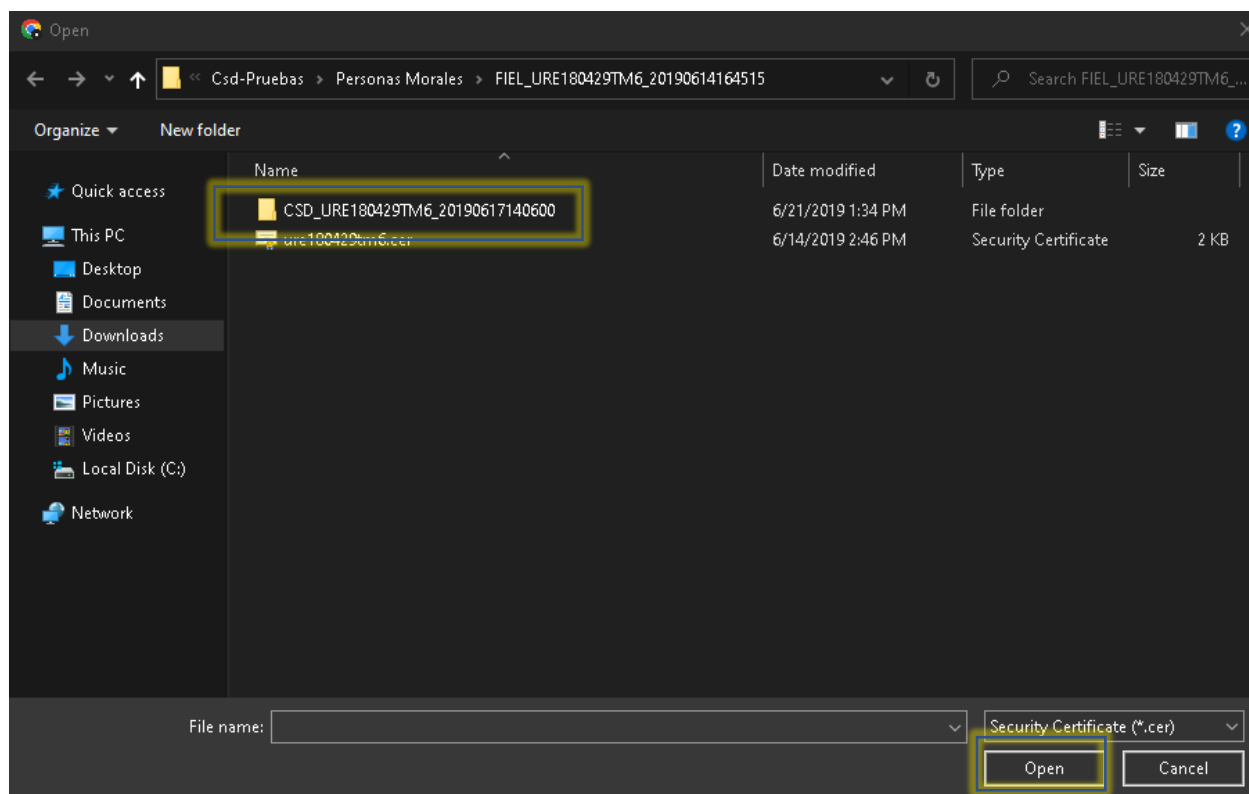 Open
« Csd-Pruebas > Personas Morales > FIEL_URE180429TM6_20190614164515
Search FIEL_URE180429TM6_...
Organize New folder
Name Date modified Type Size
Quick access
CSD_URE180429TM6_20190617140600 6/21/2019 1:34 PM File folder
This PC
ure180429tm6.cer 6/14/2019 2:46 PM Security Certificate 2 KB
Desktop
Documents
Downloads
Music
Pictures
Videos
Local Disk (C:)
Network
File name: Security Certificate (*.cer)
Open Cancel